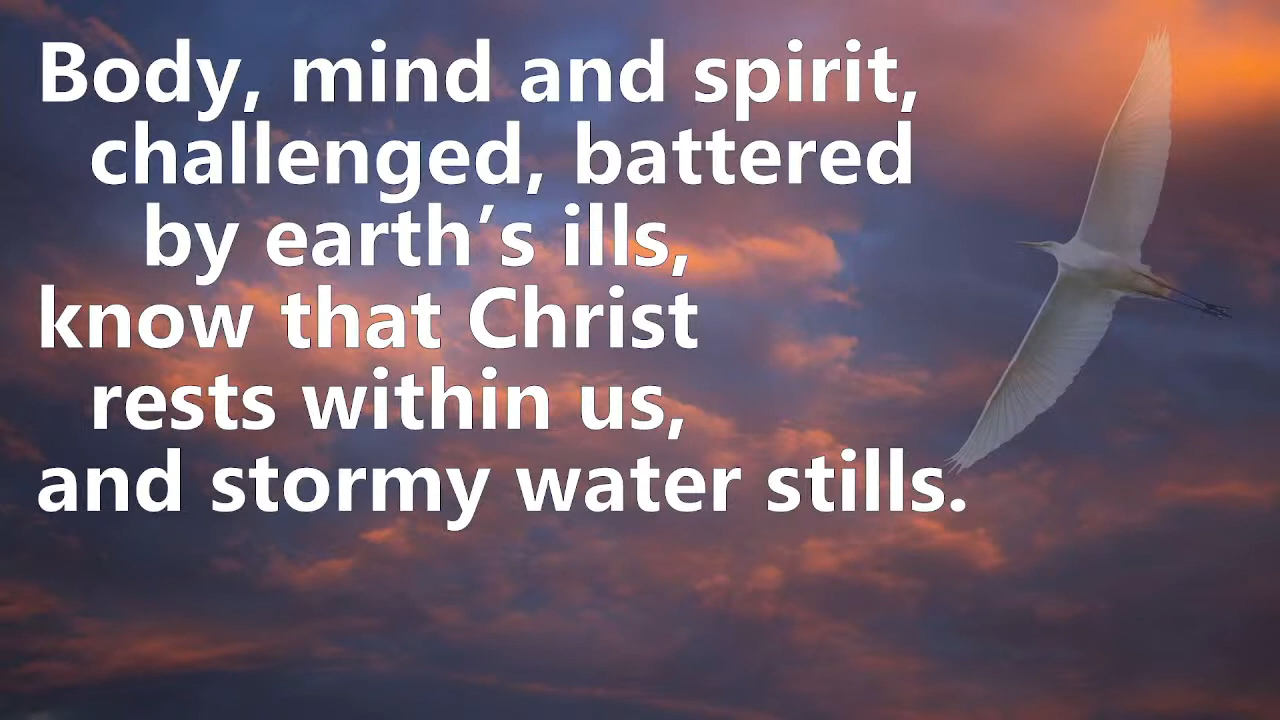 Body, mind and spirit,
challenged, battered
by earth’s ills,
know that Christ
rests within us,
and stormy water stills.